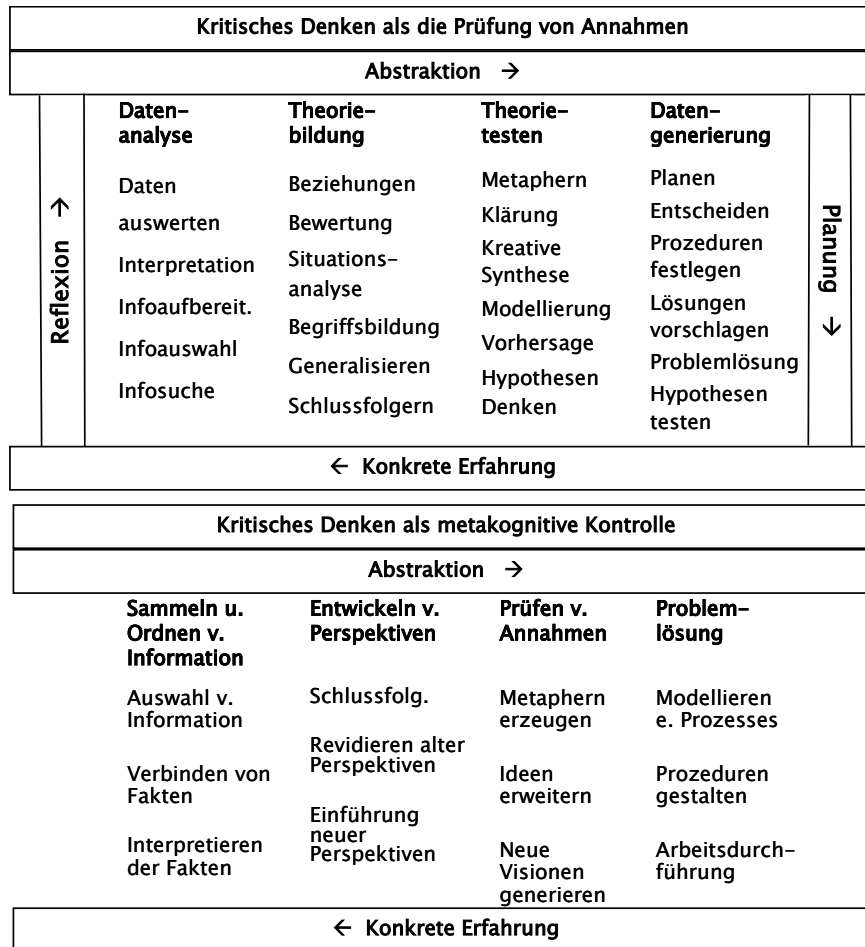 Kritisches Denken als die Prüfung von Annahmen
Abstraktion →
Reflexion →
Daten-
analyse
Daten
auswerten
Interpretation
Infoaufbereit.
Infoauswahl
Infosuche
Theorie-
bildung
Beziehungen
Bewertung
Situations-
analyse
Begriffsbildung
Generalisieren
Schlussfolgern
Theorie-
testen
Metaphern
Klärung
Kreative
Synthese
Modellierung
Vorhersage
Hypothesen
Denken
Daten-
generierung
Planen
Entscheiden
Prozeduren
festlegen
Lösungen
vorschlagen
Problemlösung
Hypothesen
testen
Planung →
← Konkrete Erfahrung
Kritisches Denken als metakognitive Kontrolle
Abstraktion →
Sammeln u.
Ordnen v.
Information
Auswahl v.
Information
Verbinden von
Fakten
Interpretieren
der Fakten
Entwickeln v.
Perspektiven
Schlussfolg.
Revidieren alter
Perspektiven
Einführung
neuer
Perspektiven
Prüfen v.
Annahmen
Metaphern
erzeugen
Ideen
erweitern
Neue
Visionen
generieren
Problem-
lösung
Modellieren
e. Prozesses
Prozeduren
gestalten
Arbeitsdurch-
führung
← Konkrete Erfahrung